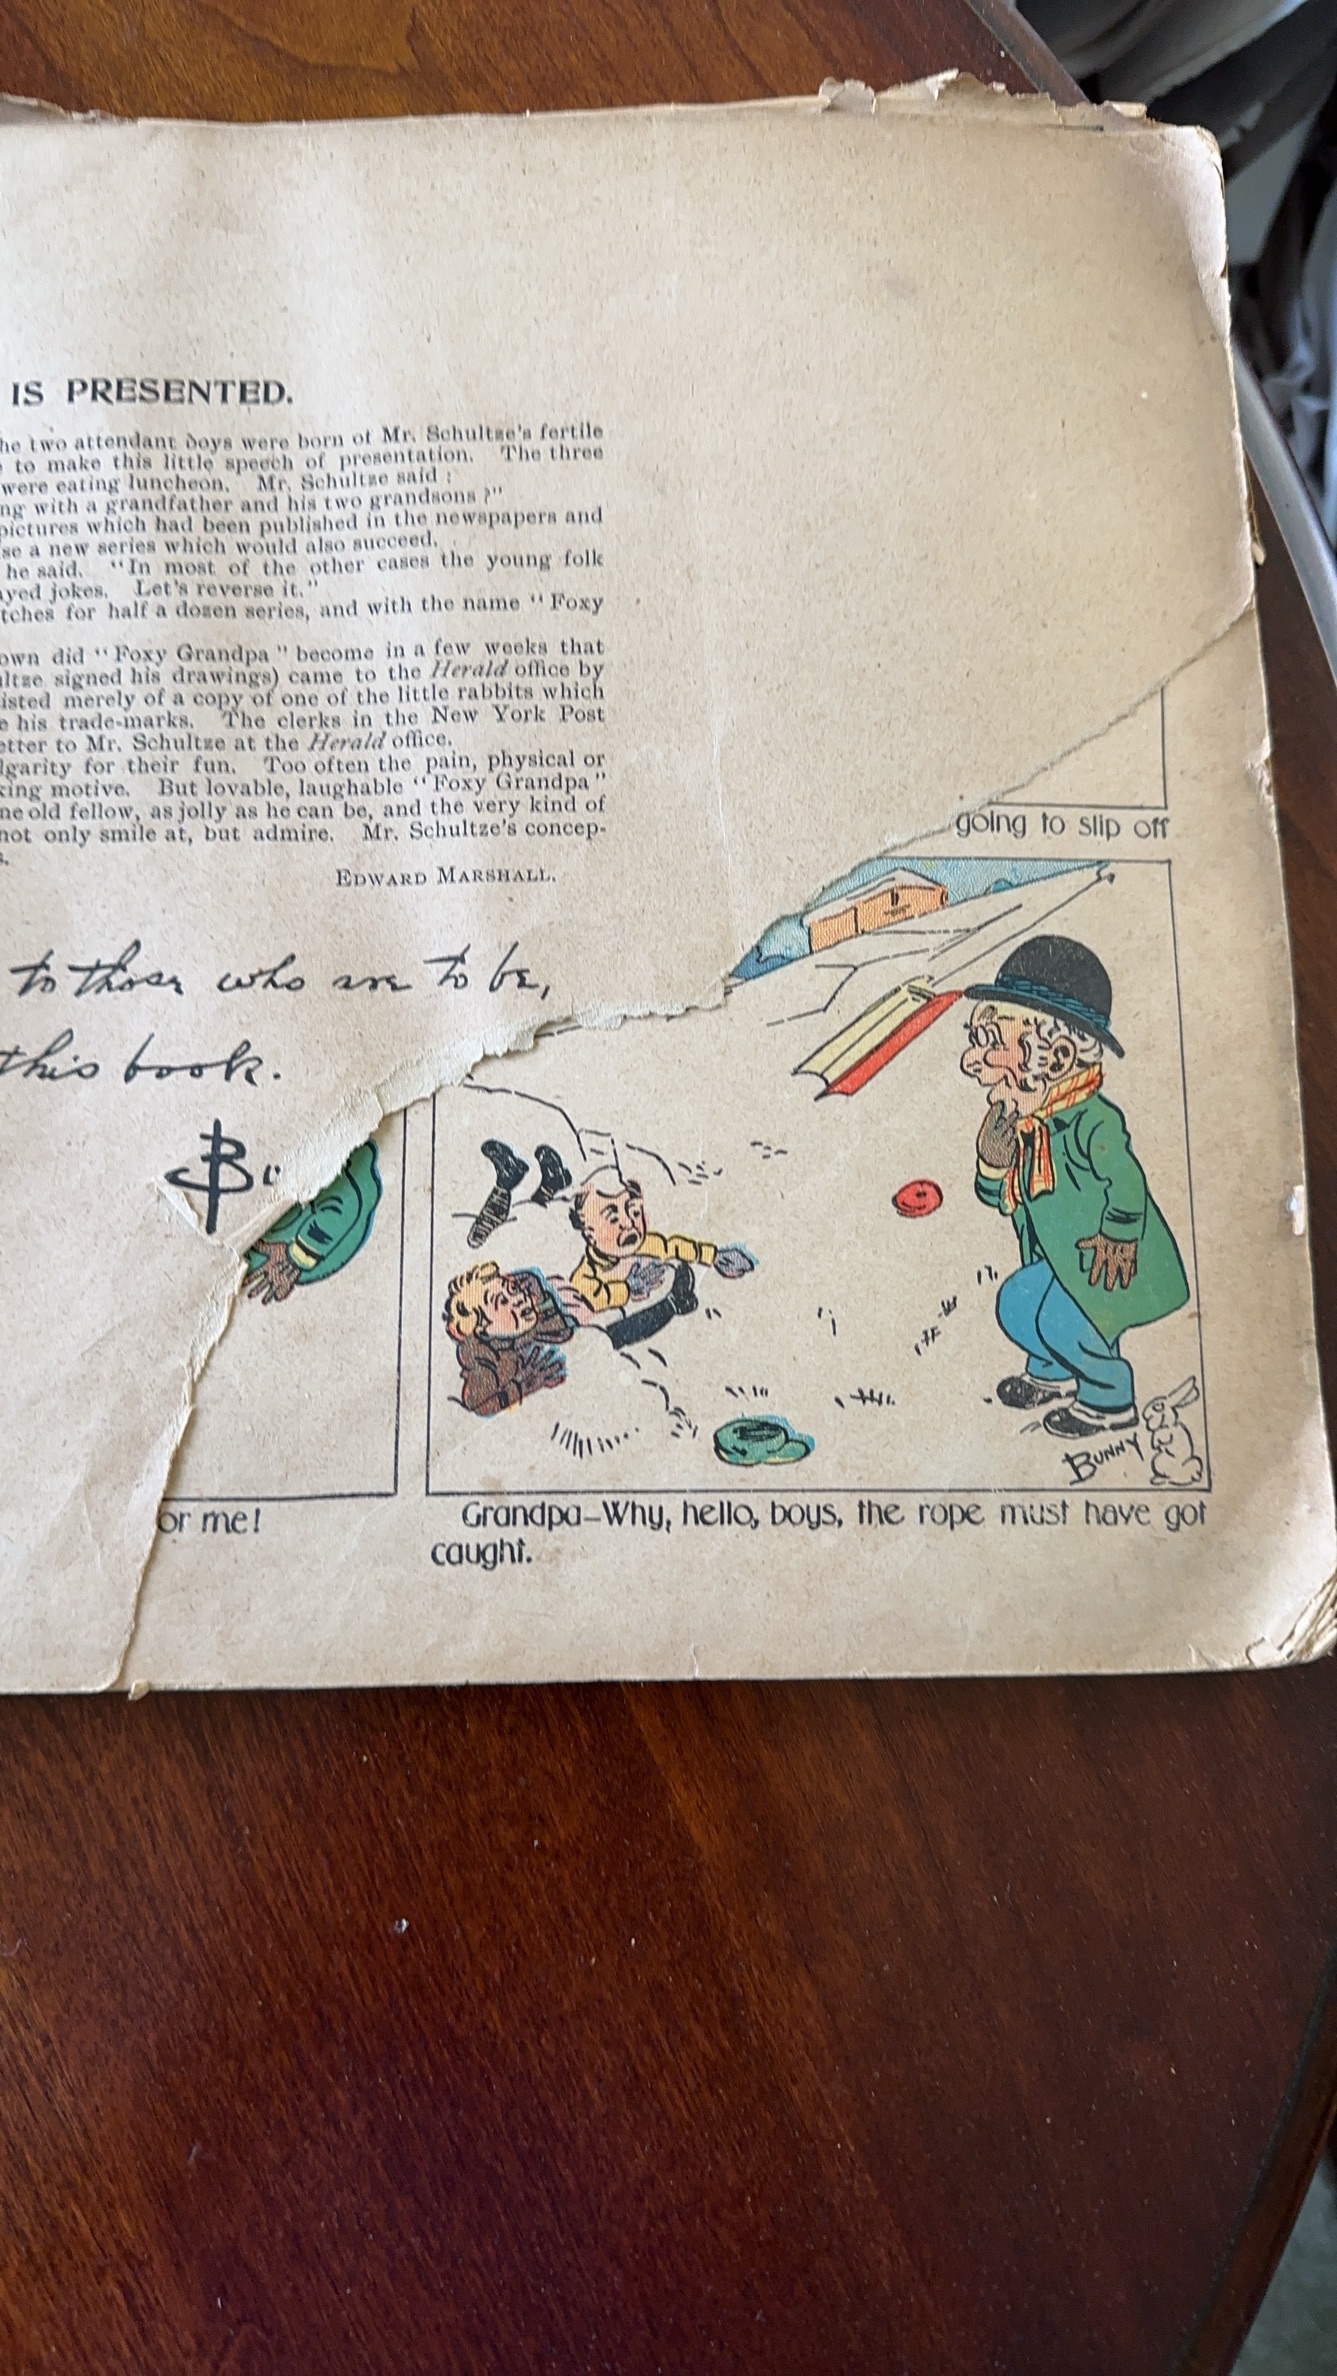 IS PRESENTED.
he two attendant boys were born of Mr. Schultze's fertile
to make this little speech of presentation. The three
were eating luncheon. Mr. Schultze said :
ng with a grandfather and his two grandsons ?"
pictures which had been published in the newspapers and
se a new series which would also succeed.
he said. "In most of the other cases the young folk
ayed jokes. Let's reverse it."
tches for half a dozen series, and with the name "Foxy
own did "Foxy Grandpa" become in a few weeks that
ltze signed his drawings) came to the Herald office by
isted merely of a copy of one of the little rabbits which
e his trade-marks. The clerks in the New York Post
etter to Mr. Schultze at the Herald office.
lgarity for their fun. Too often the pain, physical or
king motive. But lovable, laughable "Foxy Grandpa"
ne old fellow, as jolly as he can be, and the very kind of
not only smile at, but admire. Mr. Schultze's concep-
s.
EDWARD MARSHALL.
to those who are to be,
this book.
Bu
going to slip off
BUNNY
or me!
Grandpa—Why, hello, boys, the rope must have got
caught.